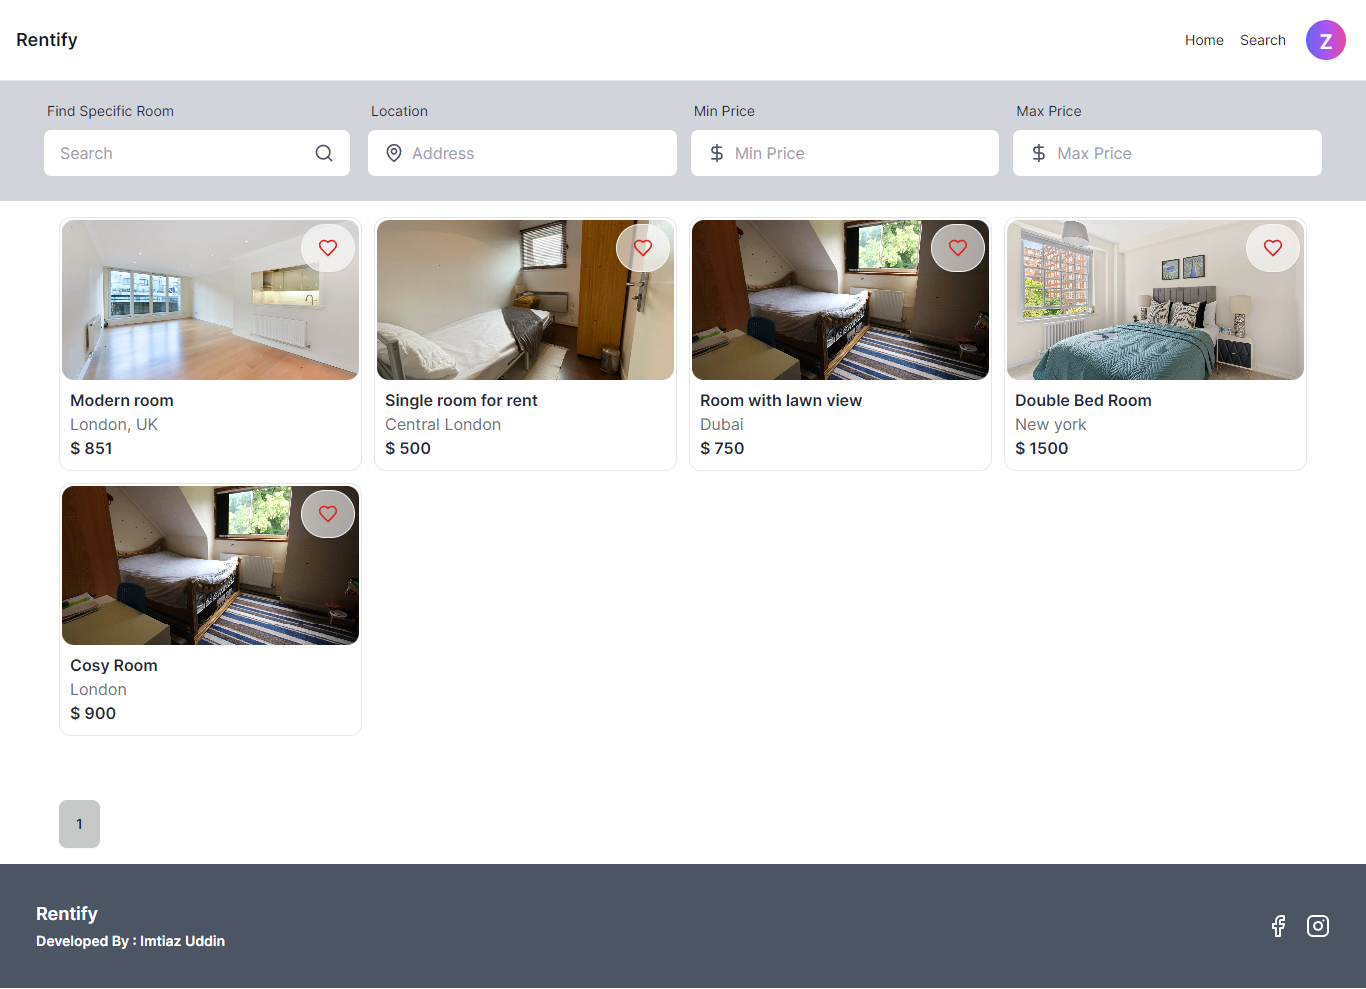 Rentify
Home
Search
Z
Find Specific Room
Location
Min Price
Max Price
Search
Address
Min Price
Max Price
Modern room
London, UK
$ 851
Single room for rent
Central London
$ 500
Room with lawn view
Dubai
$ 750
Double Bed Room
New york
$ 1500
Cosy Room
London
$ 900
1
Rentify
Developed By : Imtiaz Uddin